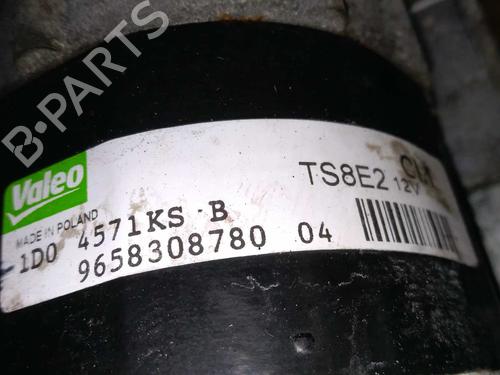 B-PARTS
Valeo
MADE IN POLAND
TS8E2 12V
1D0 4571KS B
9658308780 04